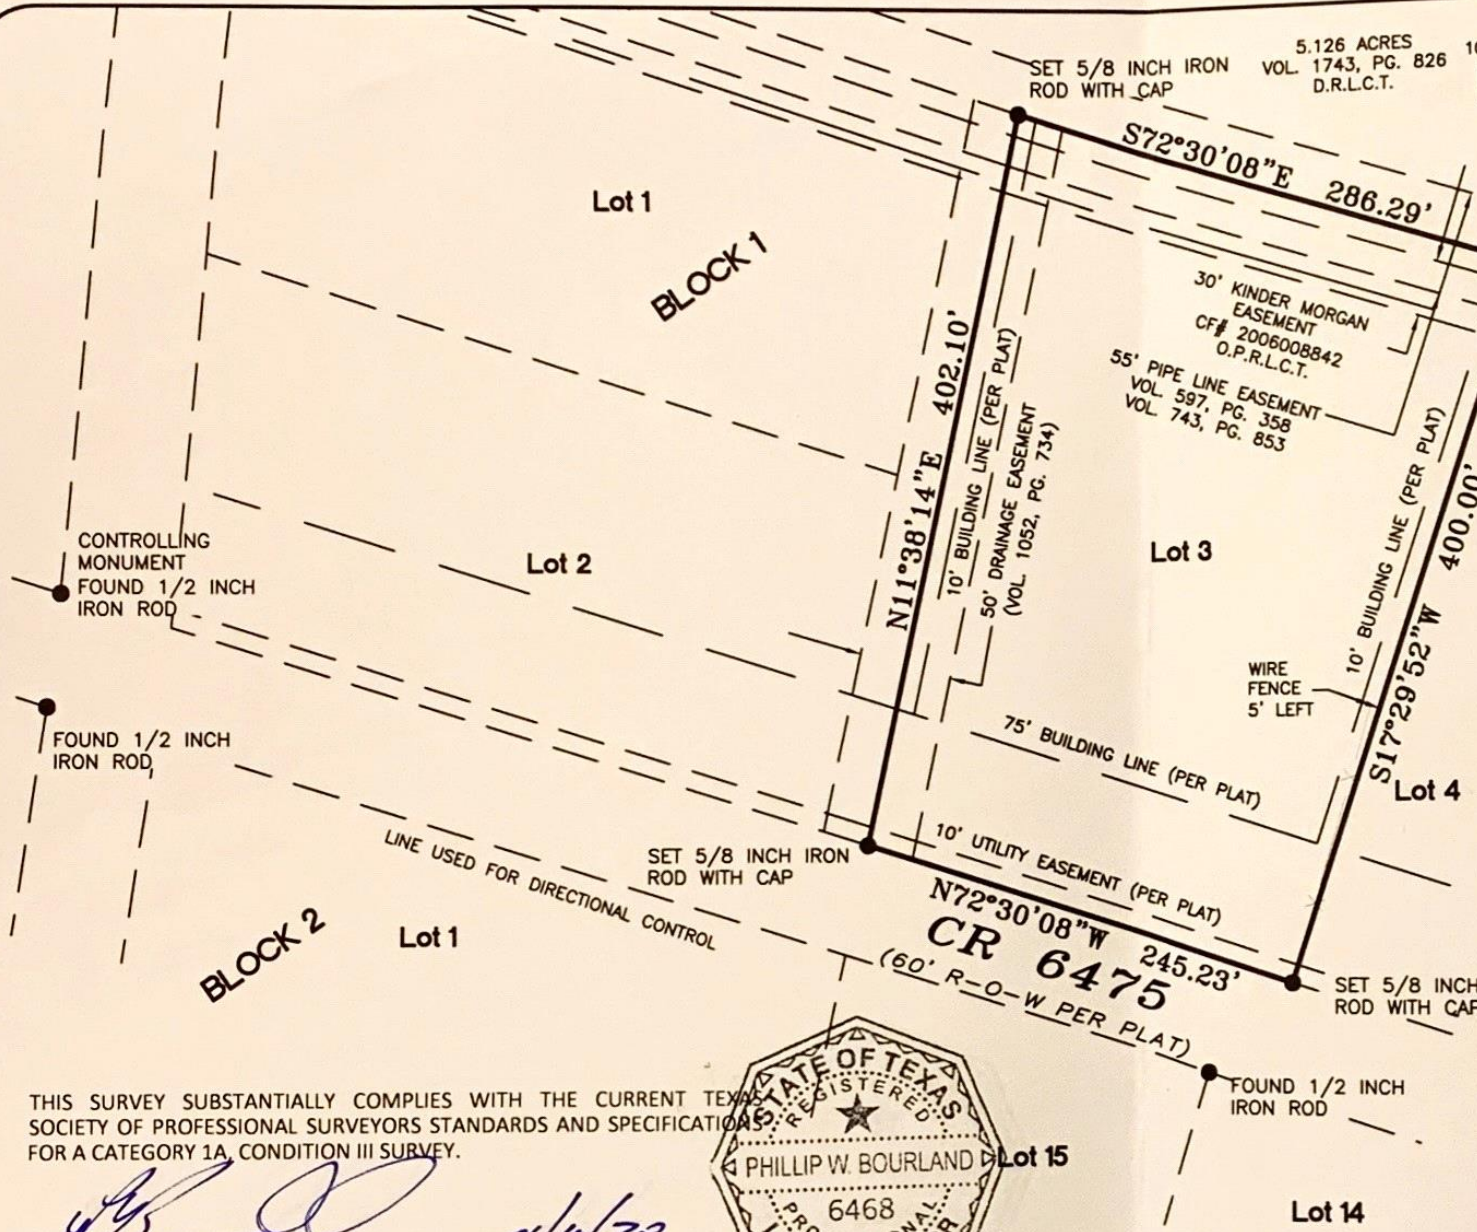 5.126 ACRES
VOL. 1743, PG. 826
D.R.L.C.T.
SET 5/8 INCH IRON
ROD WITH CAP
S72°30'08"E 286.29'
Lot 1
BLOCK 1
30' KINDER MORGAN
EASEMENT
CF# 2006008842
O.P.R.L.C.T.
55' PIPE LINE EASEMENT
VOL. 597, PG. 358
VOL. 743, PG. 853
N11°38'14"E 402.10'
10' BUILDING LINE (PER PLAT)
50' DRAINAGE EASEMENT
(VOL. 1052, PG. 734)
Lot 3
10' BUILDING LINE (PER PLAT)
S17°29'52"W 400.00'
CONTROLLING
MONUMENT
FOUND 1/2 INCH
IRON ROD
Lot 2
WIRE
FENCE
5' LEFT
FOUND 1/2 INCH
IRON ROD
75' BUILDING LINE (PER PLAT)
Lot 4
LINE USED FOR DIRECTIONAL CONTROL
SET 5/8 INCH IRON
ROD WITH CAP
10' UTILITY EASEMENT (PER PLAT)
N72°30'08"W 245.23'
CR 6475
(60' R-O-W PER PLAT)
BLOCK 2
Lot 1
SET 5/8 INCH
ROD WITH CAP
FOUND 1/2 INCH
IRON ROD
THIS SURVEY SUBSTANTIALLY COMPLIES WITH THE CURRENT TEXAS
SOCIETY OF PROFESSIONAL SURVEYORS STANDARDS AND SPECIFICATIONS
FOR A CATEGORY 1A, CONDITION III SURVEY.
STATE OF TEXAS
REGISTERED
PHILLIP W. BOURLAND
6468
Lot 15
Lot 14